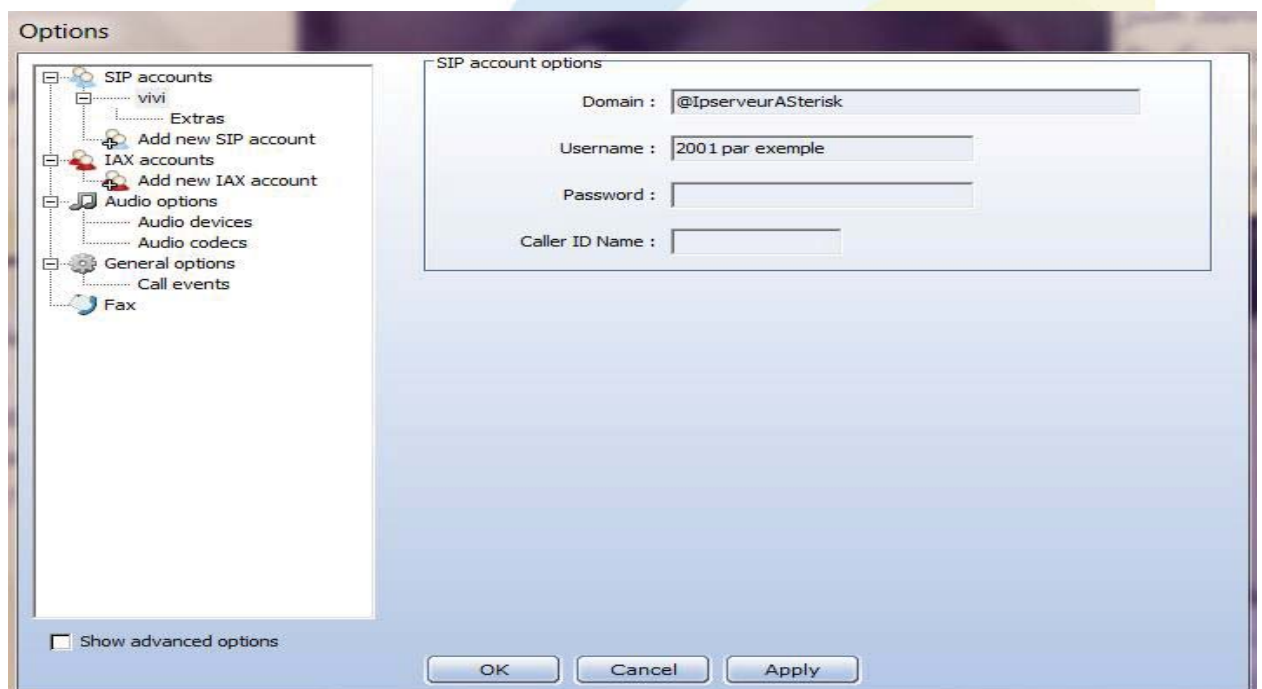 Options
SIP accounts
vivi
Extras
Add new SIP account
IAX accounts
Add new IAX account
Audio options
Audio devices
Audio codecs
General options
Call events
Fax
Show advanced options
SIP account options
Domain : @IpserveurASterisk
Username : 2001 par exemple
Password :
Caller ID Name :
OK Cancel Apply